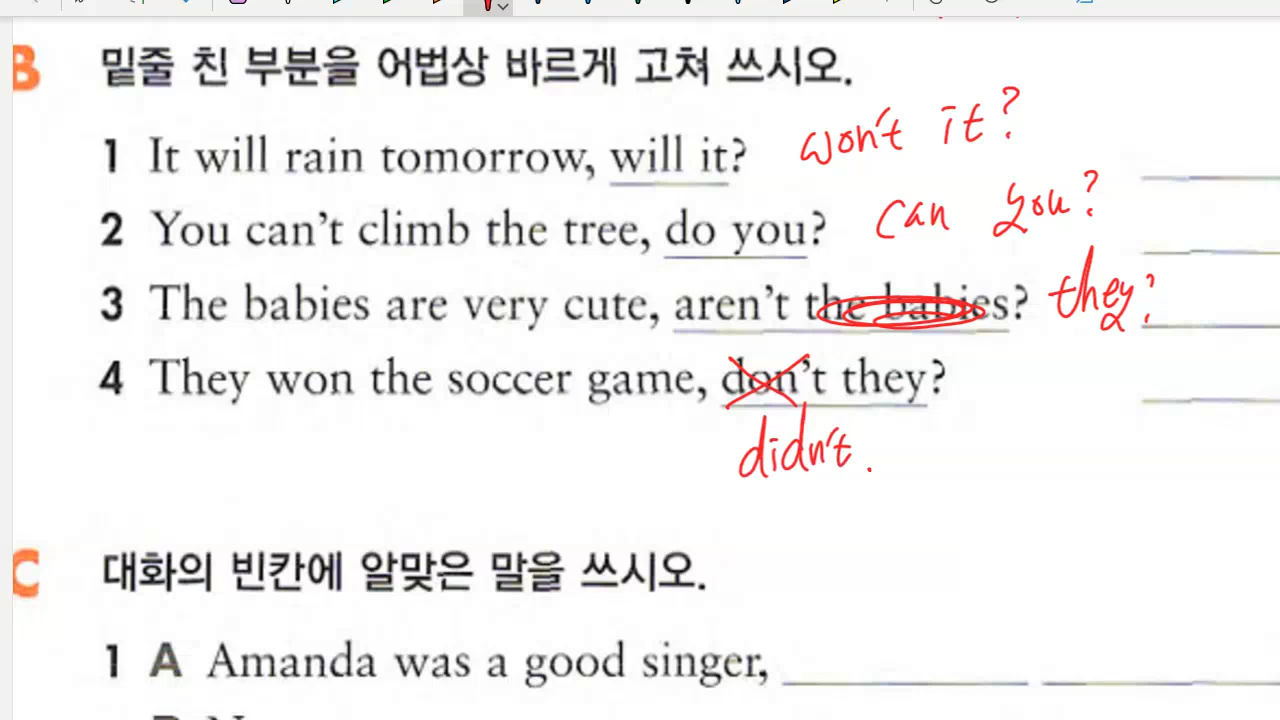 B 밑줄 친 부분을 어법상 바르게 고쳐 쓰시오.
1 It will rain tomorrow, will it? won't it?
2 You can't climb the tree, do you? can you?
3 The babies are very cute, aren't the babies? they?
4 They won the soccer game, don't they?
didn't.
C 대화의 빈칸에 알맞은 말을 쓰시오.
1 A Amanda was a good singer,